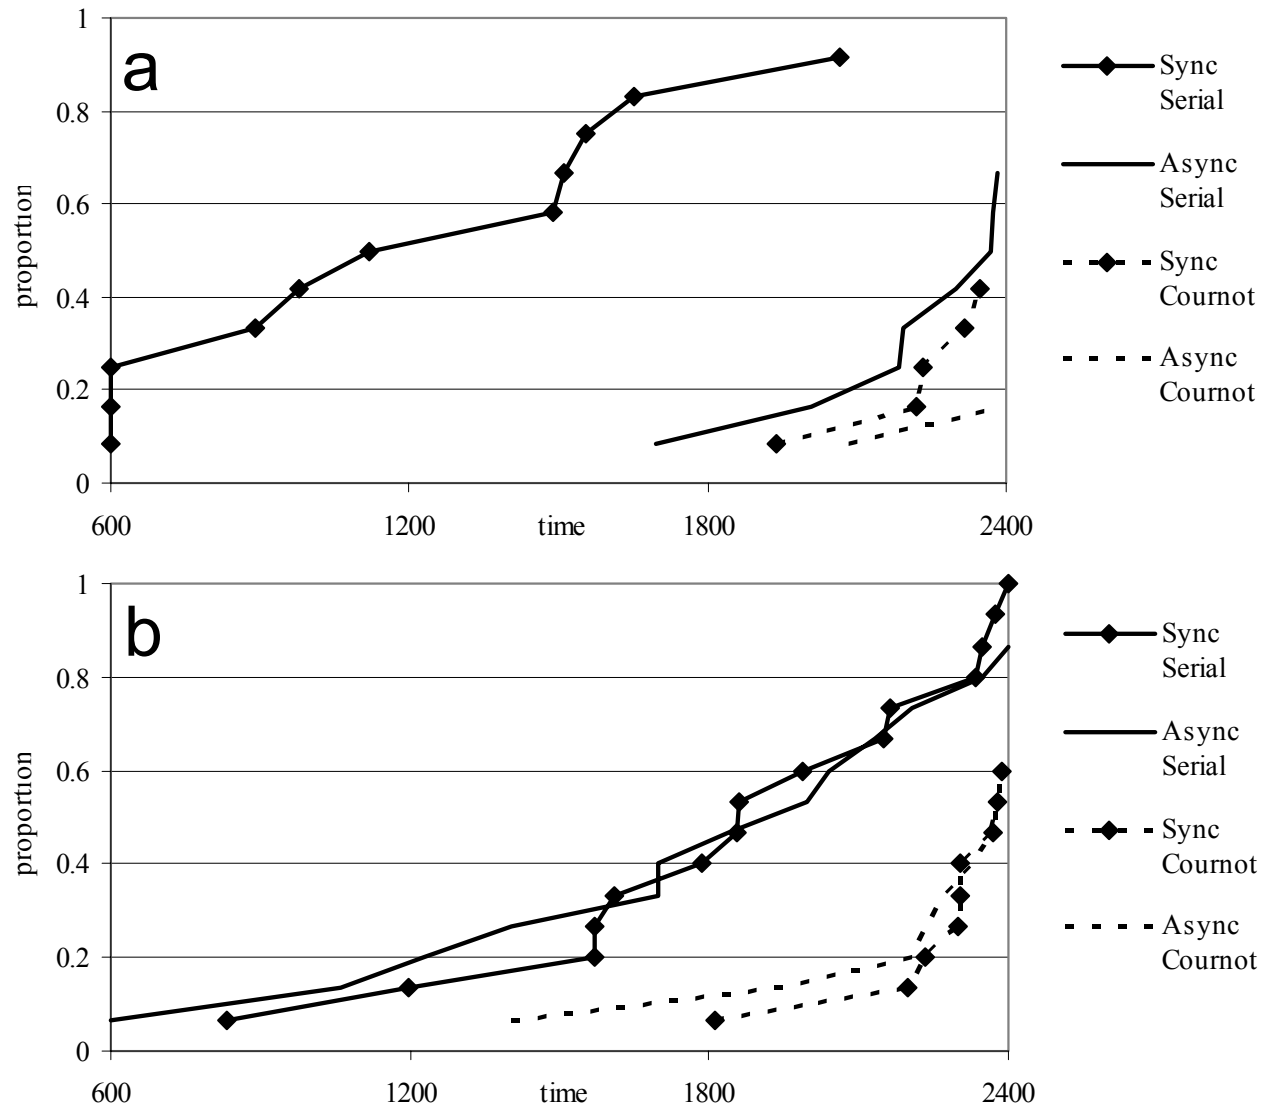 1
a
0.8
0.6
proportion
0.4
0.2
0
600
1200
time
1800
2400
Sync
Serial
Async
Serial
Sync
Cournot
Async
Cournot
1
b
0.8
0.6
proportion
0.4
0.2
0
600
1200
time
1800
2400
Sync
Serial
Async
Serial
Sync
Cournot
Async
Cournot